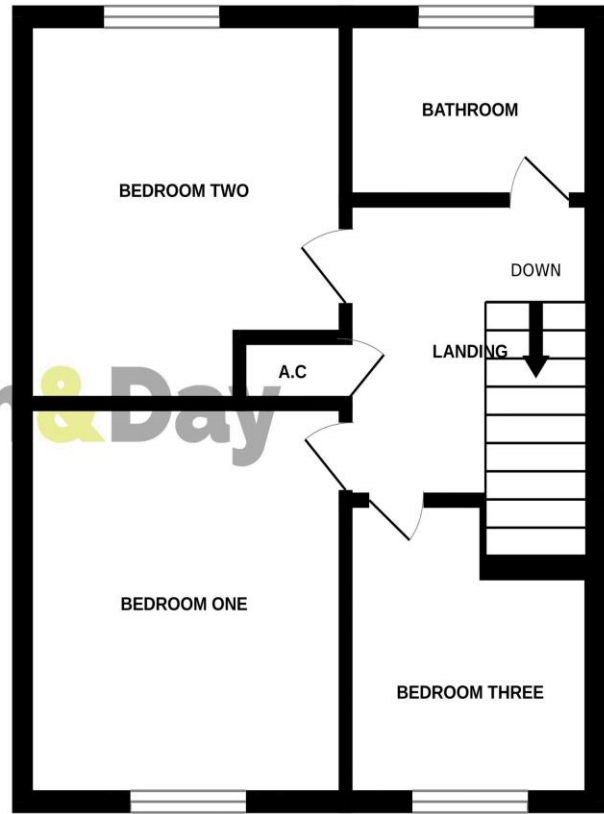 BATHROOM
BEDROOM TWO
DOWN
LANDING
A.C
&Day
BEDROOM ONE
BEDROOM THREE